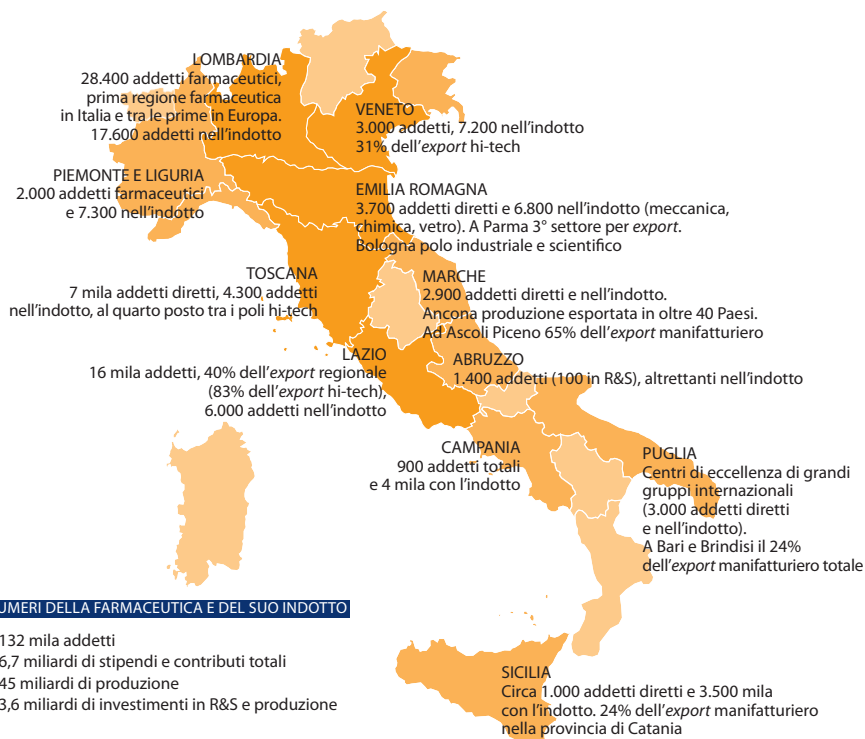 LOMBARDIA
28.400 addetti farmaceutici,
prima regione farmaceutica
in Italia e tra le prime in Europa.
17.600 addetti nell'indotto
VENETO
3.000 addetti, 7.200 nell'indotto
31% dell'export hi-tech
PIEMONTE E LIGURIA
2.000 addetti farmaceutici
e 7.300 nell'indotto
EMILIA ROMAGNA
3.700 addetti diretti e 6.800 nell'indotto (meccanica,
chimica, vetro). A Parma 3° settore per export.
Bologna polo industriale e scientifico
TOSCANA
7 mila addetti diretti, 4.300 addetti
nell'indotto, al quarto posto tra i poli hi-tech
MARCHE
2.900 addetti diretti e nell'indotto.
Ancona produzione esportata in oltre 40 Paesi.
Ad Ascoli Piceno 65% dell'export manifatturiero
LAZIO
16 mila addetti, 40% dell'export regionale
(83% dell'export hi-tech),
6.000 addetti nell'indotto
ABRUZZO
1.400 addetti (100 in R&S), altrettanti nell'indotto
CAMPANIA
900 addetti totali
e 4 mila con l'indotto
PUGLIA
Centri di eccellenza di grandi
gruppi internazionali
(3.000 addetti diretti
e nell'indotto).
A Bari e Brindisi il 24%
dell'export manifatturiero totale
UMERI DELLA FARMACEUTICA E DEL SUO INDOTTO
132 mila addetti
6,7 miliardi di stipendi e contributi totali
45 miliardi di produzione
3,6 miliardi di investimenti in R&S e produzione
SICILIA
Circa 1.000 addetti diretti e 3.500 mila
con l'indotto. 24% dell'export manifatturiero
nella provincia di Catania